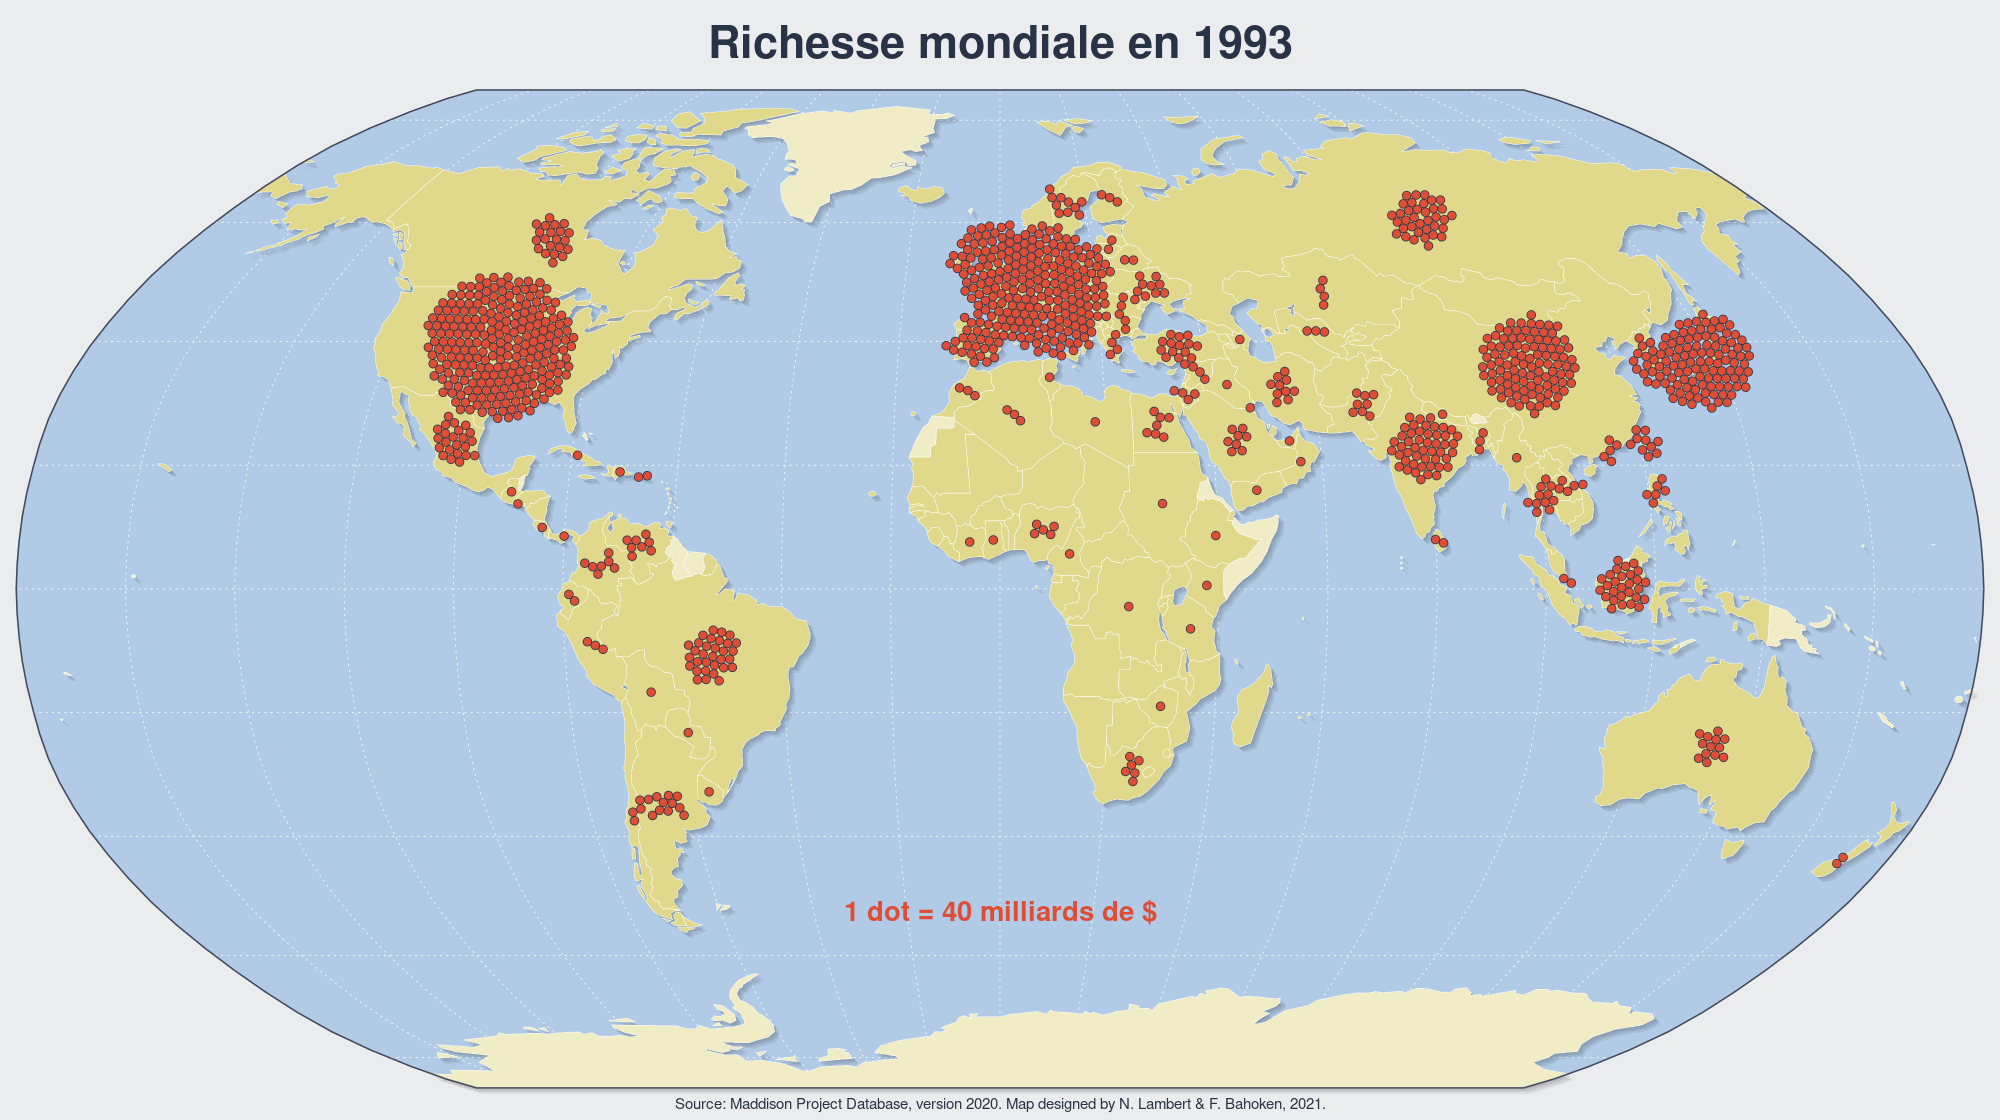 Richesse mondiale en 1993
1 dot = 40 milliards de $
Source: Maddison Project Database, version 2020. Map designed by N. Lambert & F. Bahoken, 2021.